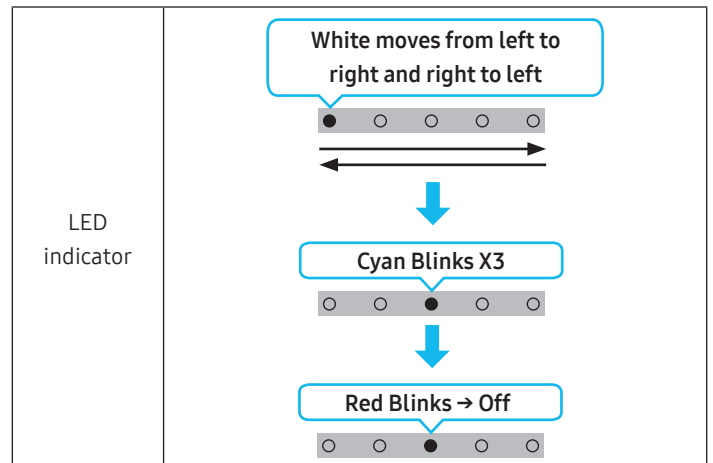 White moves from left to
right and right to left
LED
indicator
Cyan Blinks X3
Red Blinks → Off